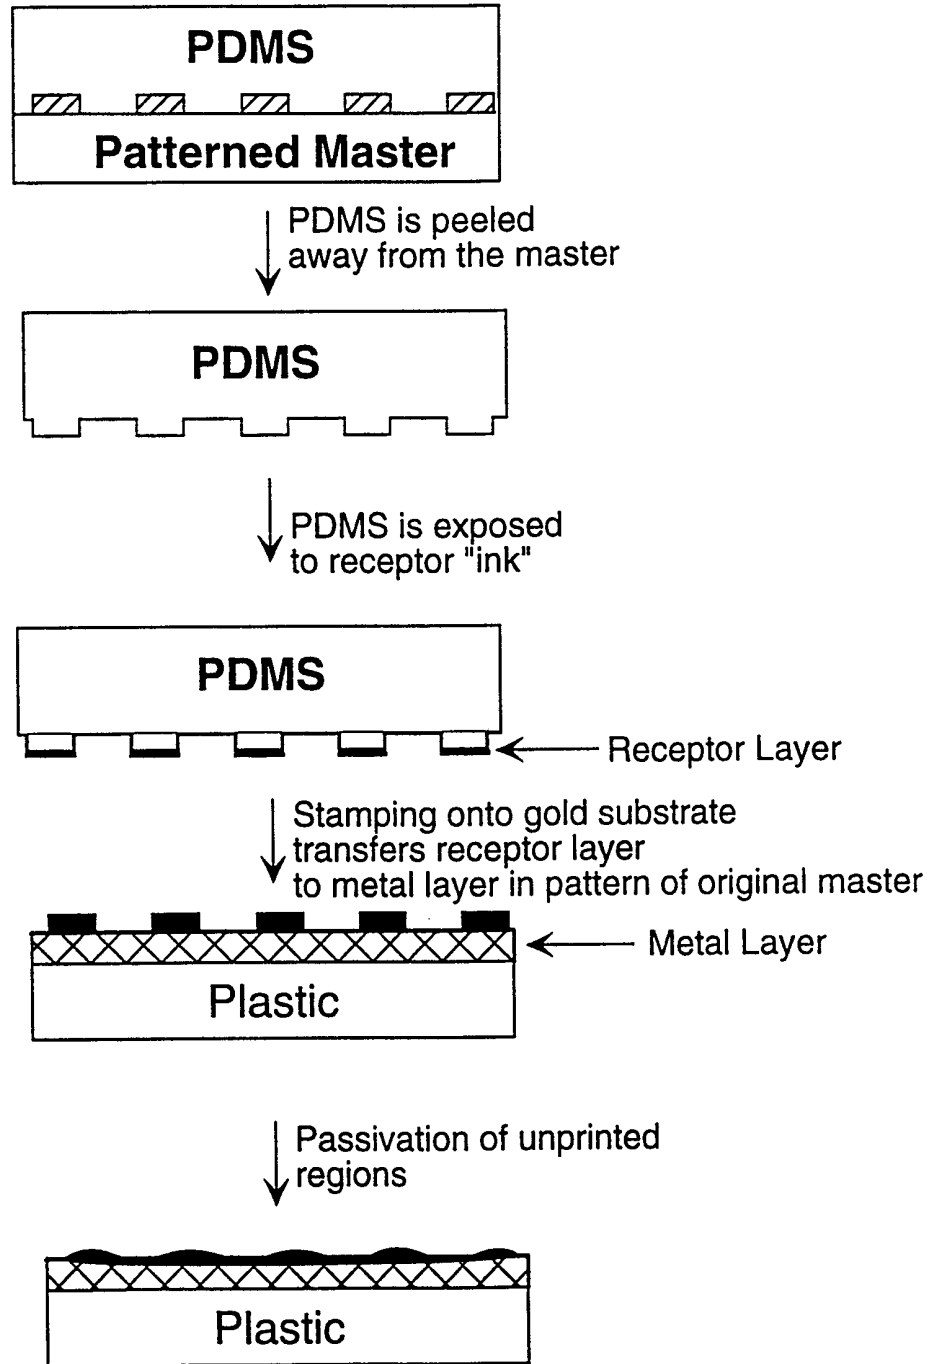 PDMS
Patterned Master
PDMS is peeled
away from the master
PDMS
PDMS is exposed
to receptor "ink"
PDMS
Receptor Layer
Stamping onto gold substrate
transfers receptor layer
to metal layer in pattern of original master
Metal Layer
Plastic
Passivation of unprinted
regions
Plastic